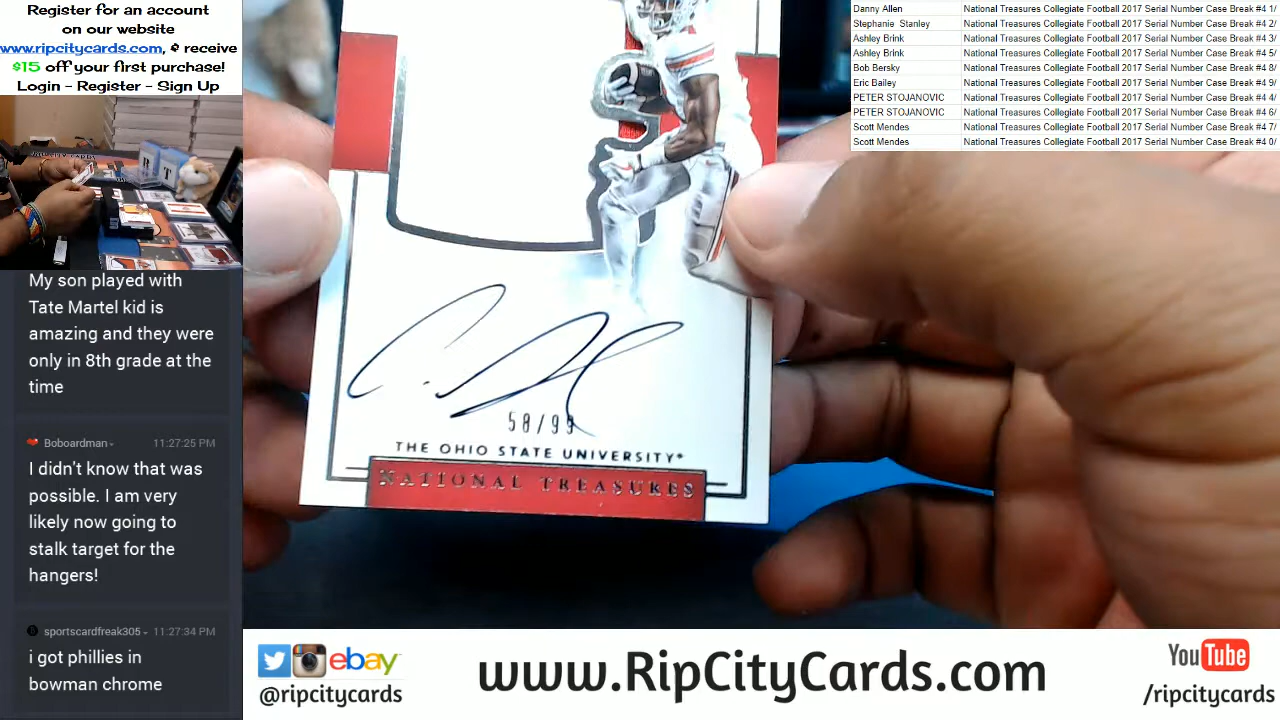 Register for an account
on our website
www.ripcitycards.com, & receive
$15 off your first purchase!
Login - Register - Sign Up
My son played with
Tate Martel kid is
amazing and they were
only in 8th grade at the
time
Boboardman 11:27:25 PM
I didn't know that was
possible. I am very
likely now going to
stalk target for the
hangers!
sportscardfreak305 11:27:34 PM
i got phillies in
bowman chrome
58/99
THE OHIO STATE UNIVERSITY
NATIONAL TREASURES
Danny Allen National Treasures Collegiate Football 2017 Serial Number Case Break #4 1/
Stephanie Stanley National Treasures Collegiate Football 2017 Serial Number Case Break #4 2/
Ashley Brink National Treasures Collegiate Football 2017 Serial Number Case Break #4 3/
Ashley Brink National Treasures Collegiate Football 2017 Serial Number Case Break #4 5/
Bob Bersky National Treasures Collegiate Football 2017 Serial Number Case Break #4 8/
Eric Bailey National Treasures Collegiate Football 2017 Serial Number Case Break #4 9/
PETER STOJANOVIC National Treasures Collegiate Football 2017 Serial Number Case Break #4 4/
PETER STOJANOVIC National Treasures Collegiate Football 2017 Serial Number Case Break #4 6/
Scott Mendes National Treasures Collegiate Football 2017 Serial Number Case Break #4 7/
Scott Mendes National Treasures Collegiate Football 2017 Serial Number Case Break #4 0/
ebay
@ripcitycards
www.RipCityCards.com
YouTube
/ripcitycards